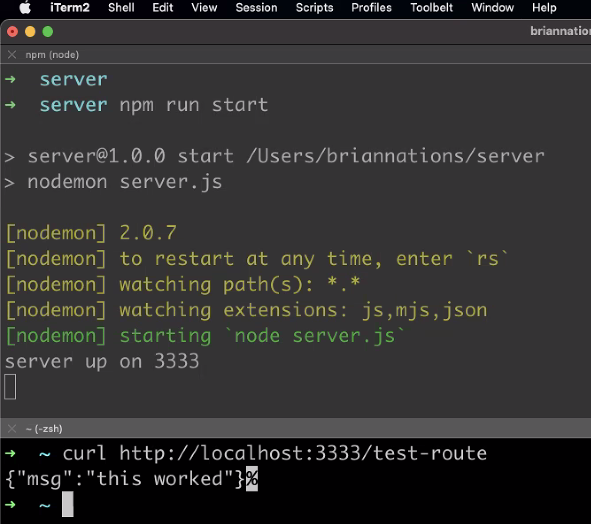 iTerm2 Shell Edit View Session Scripts Profiles Toolbelt Window Help
briannatio
npm (node)
➜ server
➜ server npm run start
> server@1.0.0 start /Users/briannations/server
> nodemon server.js
[nodemon] 2.0.7
[nodemon] to restart at any time, enter `rs`
[nodemon] watching path(s): *.*
[nodemon] watching extensions: js,mjs,json
[nodemon] starting `node server.js`
server up on 3333
~ (-zsh)
➜ ~ curl http://localhost:3333/test-route
{"msg":"this worked"}%
➜ ~